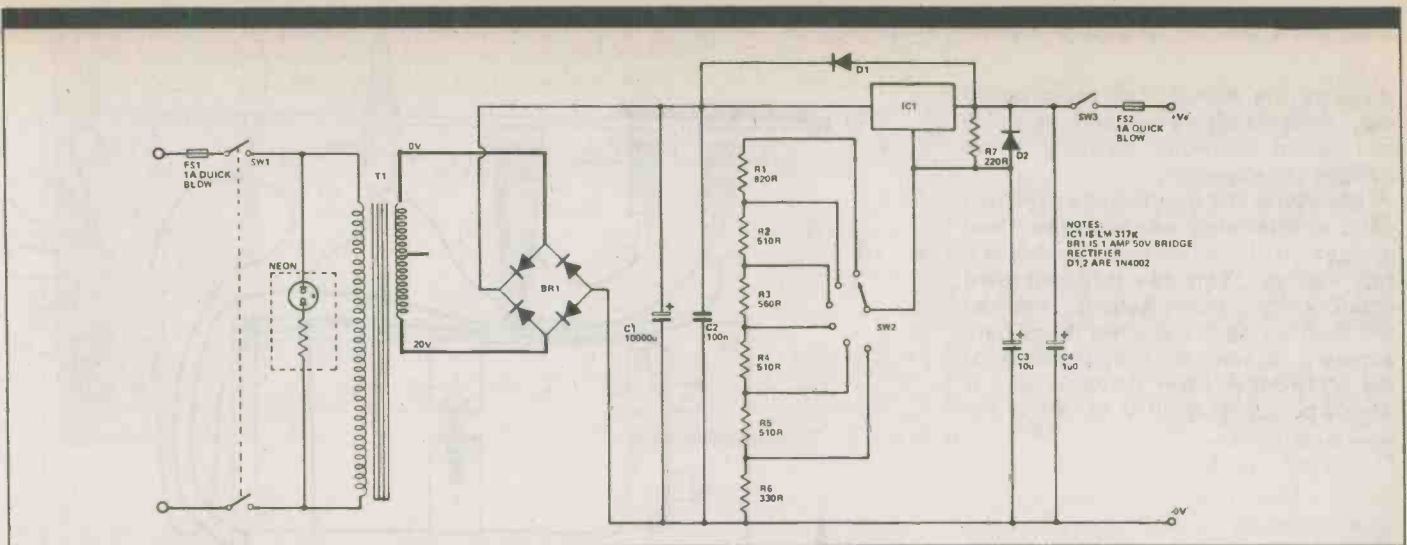 D1
IC1
SW3
FS2
1A QUICK
BLOW
+Ve
FS1
1A QUICK
BLOW
SW1
0V
T1
R7
220R
D2
R1
820R
NOTES:
IC1 IS LM 317K
BR1 IS 1 AMP 50V BRIDGE
RECTIFIER
D1,2 ARE 1N4002
R2
510R
NEON
BR1
R3
560R
SW2
+
C1
10000u
C2
100n
20V
R4
510R
+
C3
10u
+
C4
R5
510R
R6
330R